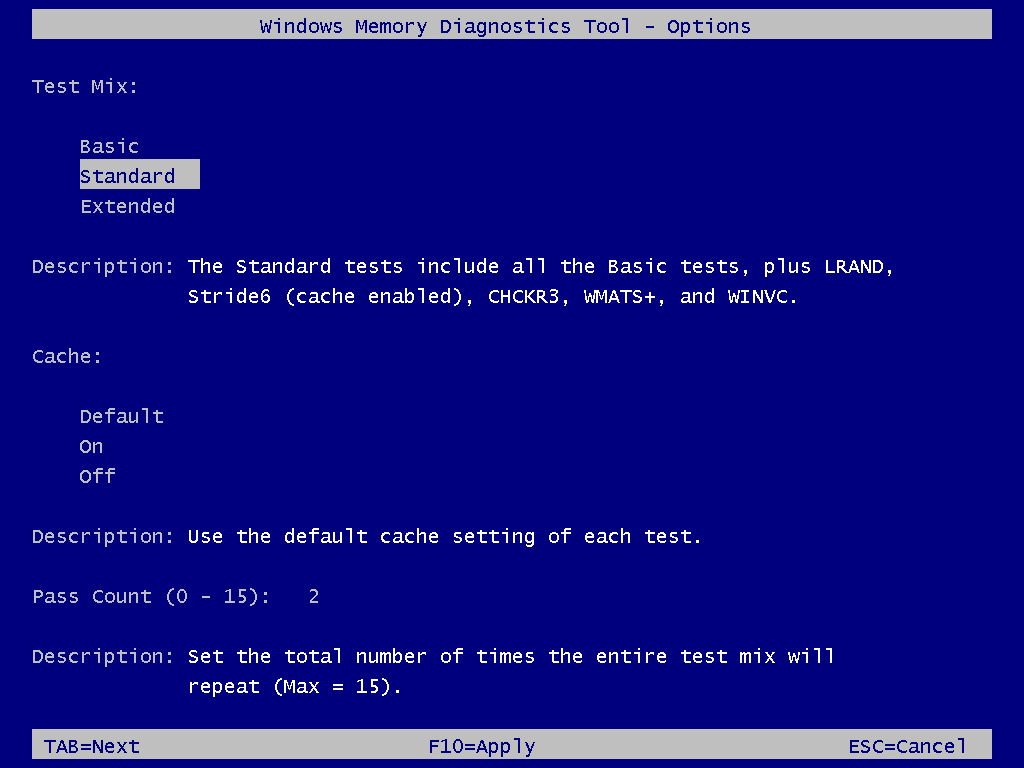 Windows Memory Diagnostics Tool - Options
Test Mix:
Basic
Standard
Extended
Description: The Standard tests include all the Basic tests, plus LRAND,
Stride6 (cache enabled), CHCKR3, WMATS+, and WINVC.
Cache:
Default
On
Off
Description: Use the default cache setting of each test.
Pass Count (0 - 15): 2
Description: Set the total number of times the entire test mix will
repeat (Max = 15).
TAB=Next F10=Apply ESC=Cancel